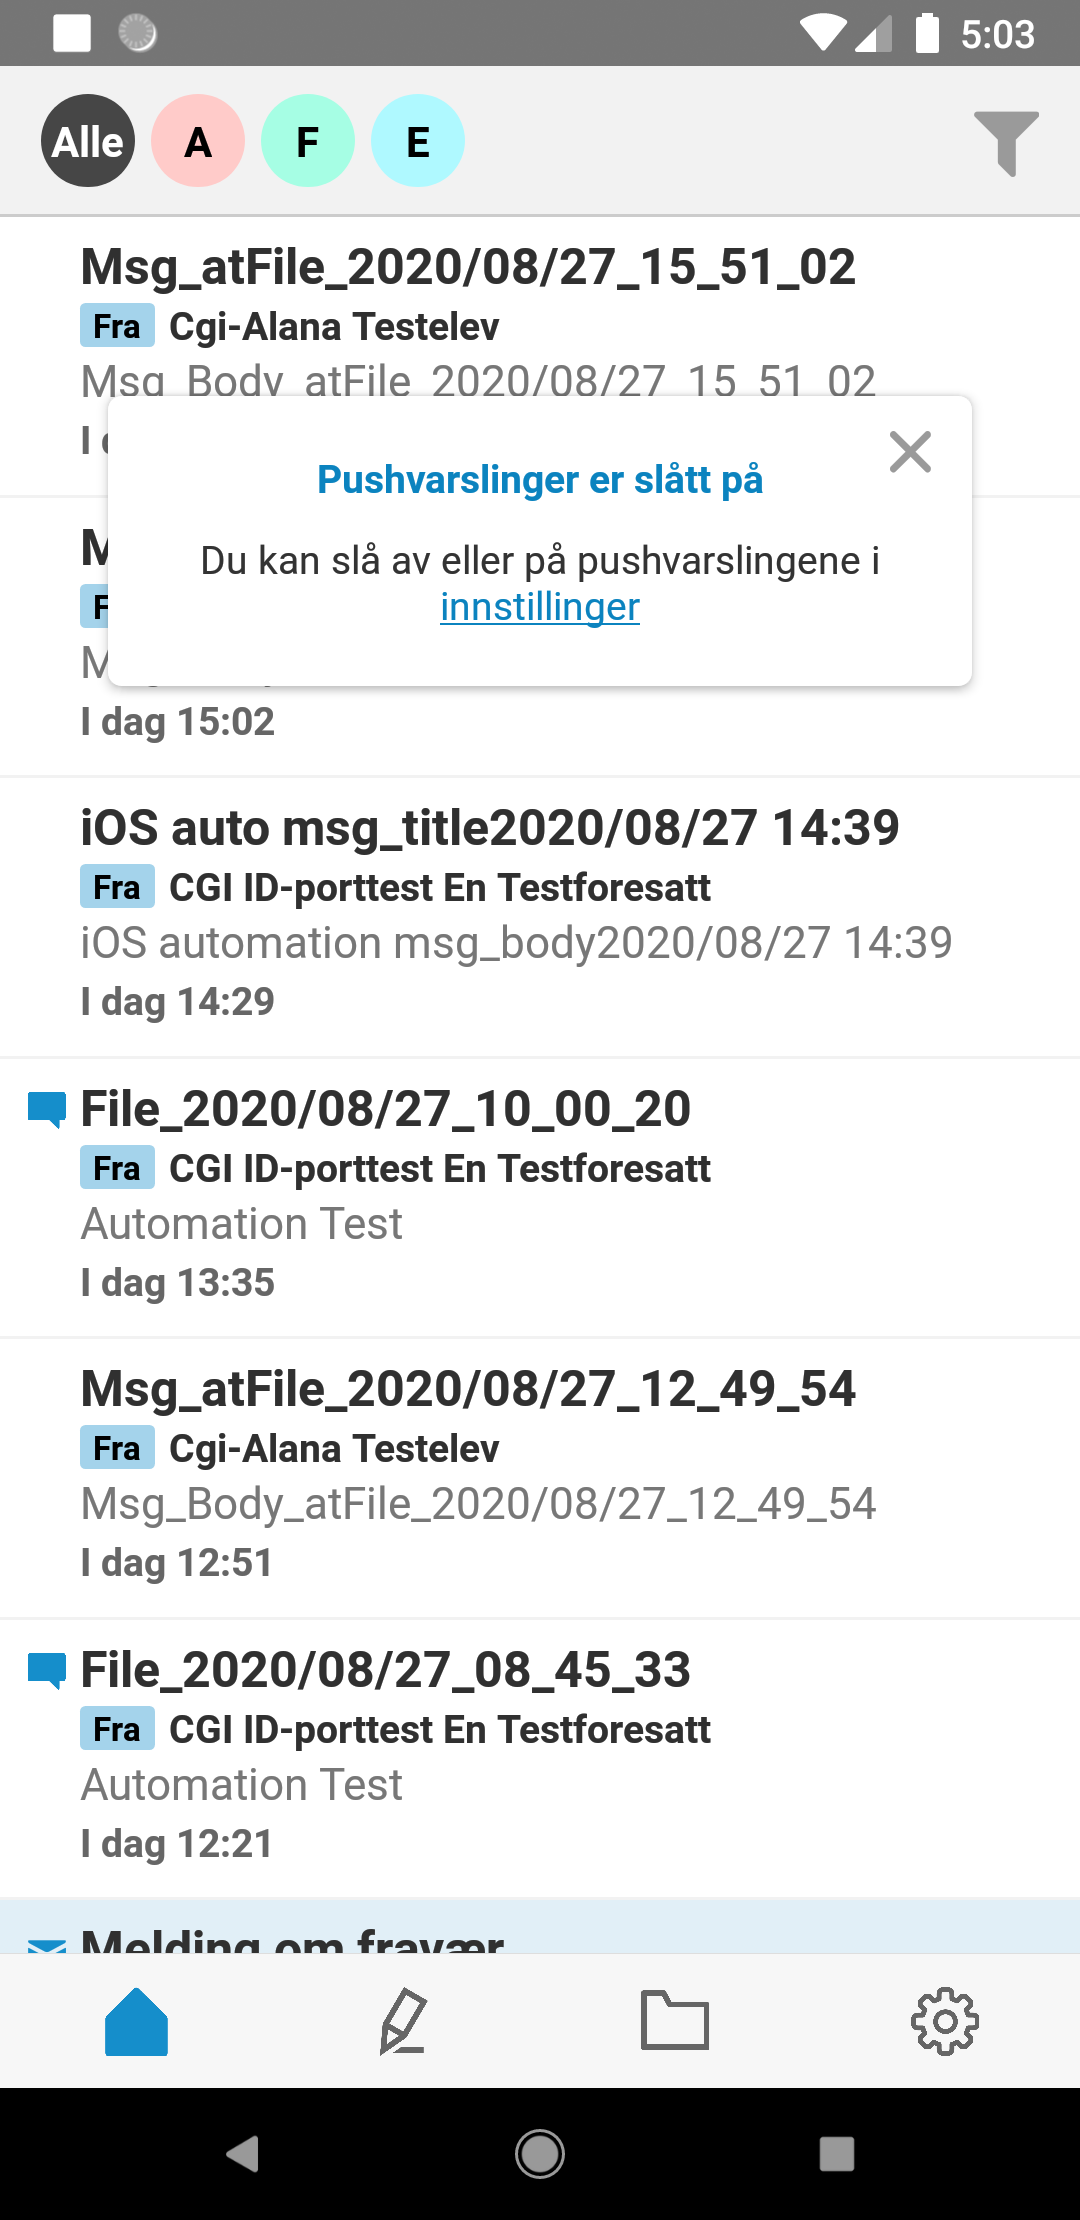 5:03
Alle A F E
Msg_atFile_2020/08/27_15_51_02
Fra Cgi-Alana Testelev
Msg_Body_atFile_2020/08/27_15_51_02
Pushvarslinger er slått på
Du kan slå av eller på pushvarslingene i
innstillinger
I dag 15:02
iOS auto msg_title2020/08/27 14:39
Fra CGI ID-porttest En Testforesatt
iOS automation msg_body2020/08/27 14:39
I dag 14:29
File_2020/08/27_10_00_20
Fra CGI ID-porttest En Testforesatt
Automation Test
I dag 13:35
Msg_atFile_2020/08/27_12_49_54
Fra Cgi-Alana Testelev
Msg_Body_atFile_2020/08/27_12_49_54
I dag 12:51
File_2020/08/27_08_45_33
Fra CGI ID-porttest En Testforesatt
Automation Test
I dag 12:21
Melding om fravær